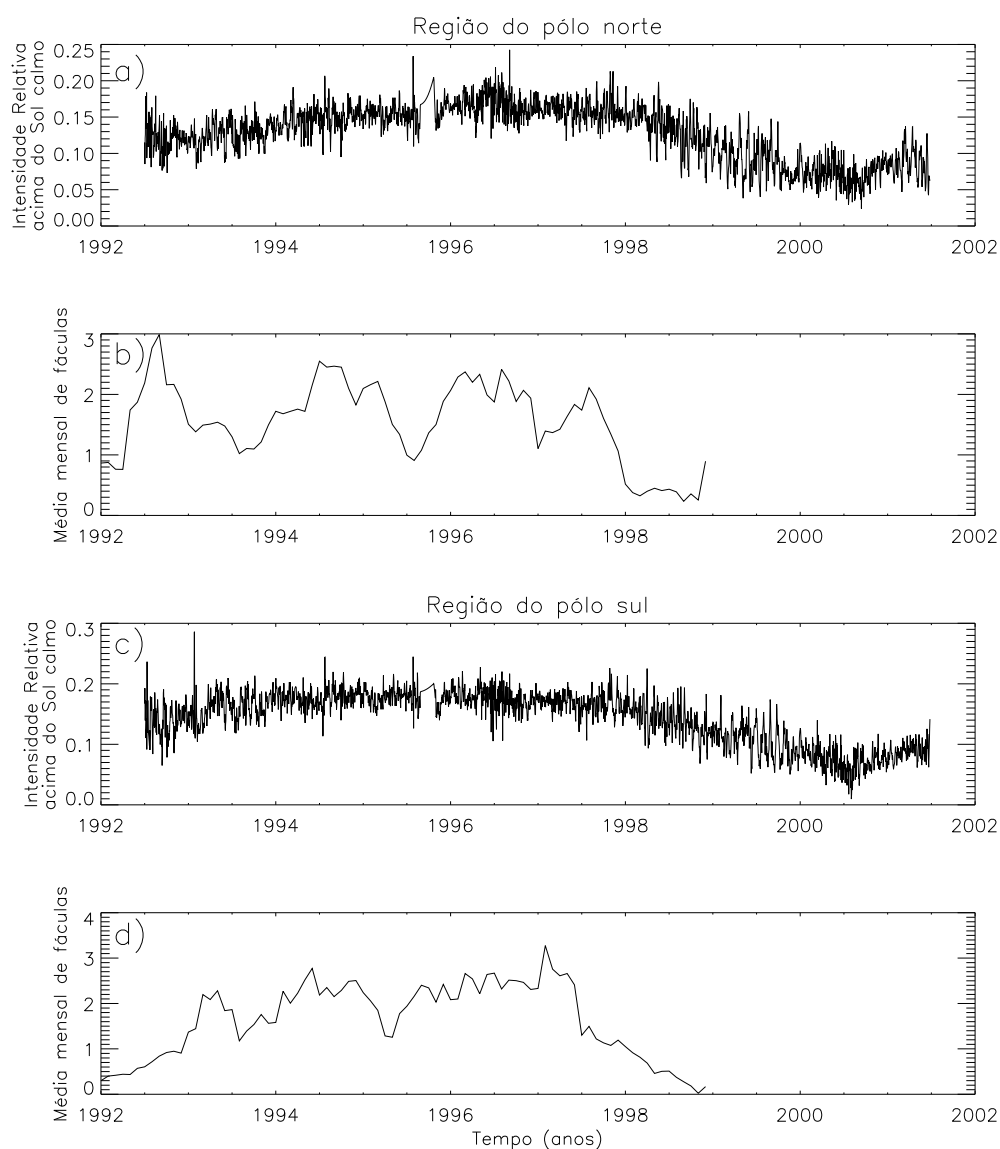 Região do pólo norte
Intensidade Relativa
acima do Sol calmo
a)
0.25
0.20
0.15
0.10
0.05
0.00
1992 1994 1996 1998 2000 2002
Média mensal de fáculas
b)
3
2
1
0
1992 1994 1996 1998 2000 2002
Região do pólo sul
Intensidade Relativa
acima do Sol calmo
c)
0.3
0.2
0.1
0.0
1992 1994 1996 1998 2000 2002
Média mensal de fáculas
d)
4
3
2
1
0
1992 1994 1996 1998 2000 2002
Tempo (anos)